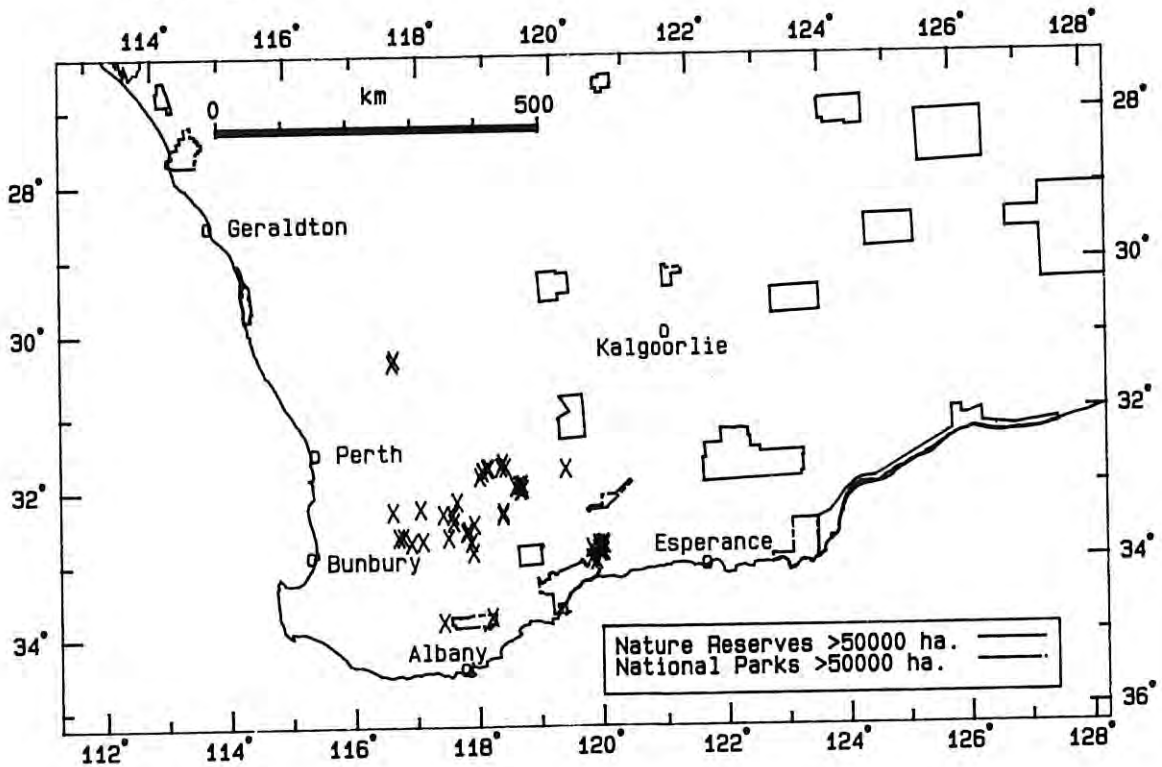 114° 116° 118° 120° 122° 124° 126° 128°
km
0 500
28°
28°
Geraldton
30°
30°
Kalgoorlie
32°
Perth
32°
Esperance
34°
Bunbury
34°
Nature Reserves >50000 ha.
National Parks >50000 ha.
Albany
36°
112° 114° 116° 118° 120° 122° 124° 126° 128°